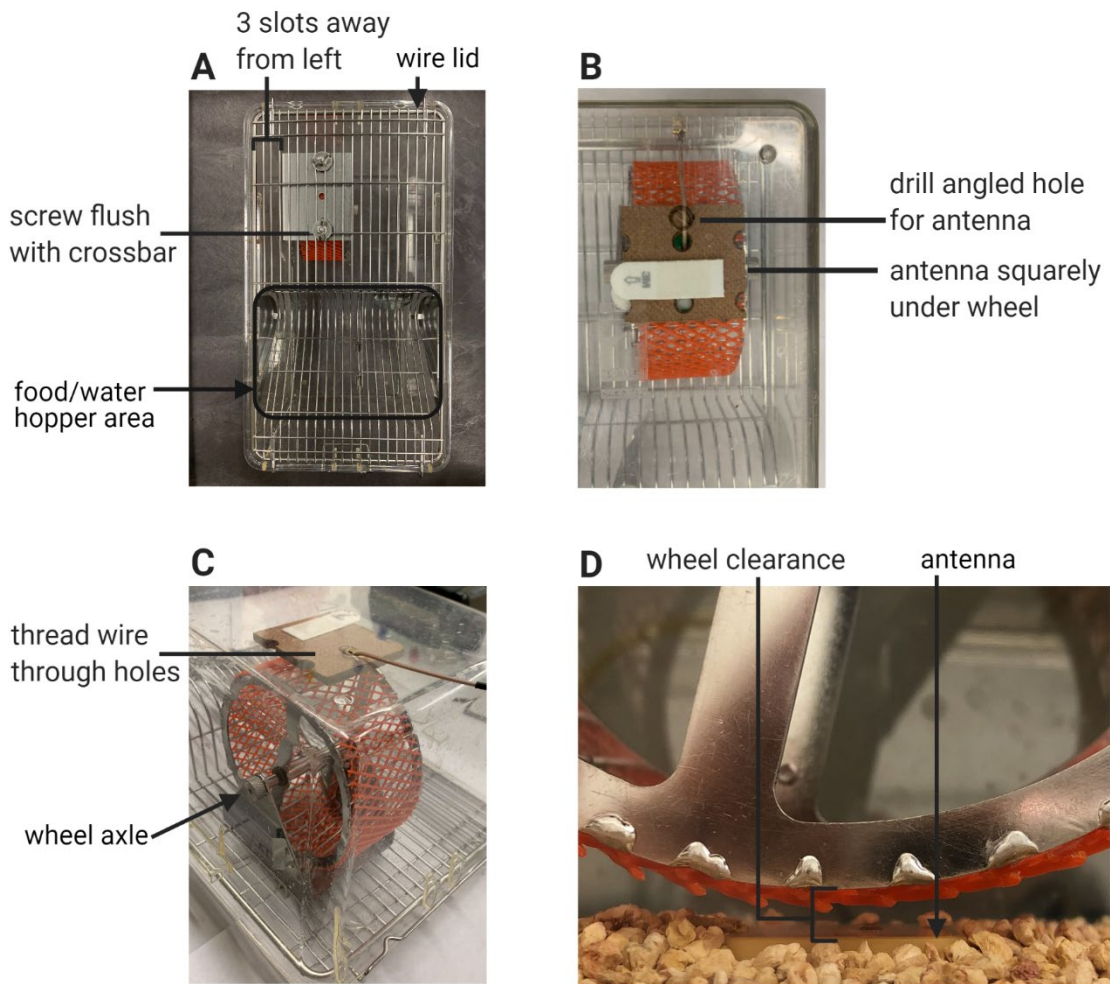 3 slots away
from left
wire lid
A
screw flush
with crossbar
food/water
hopper area
B
drill angled hole
for antenna
antenna squarely
under wheel
C
thread wire
through holes
wheel axle
wheel clearance
antenna
D